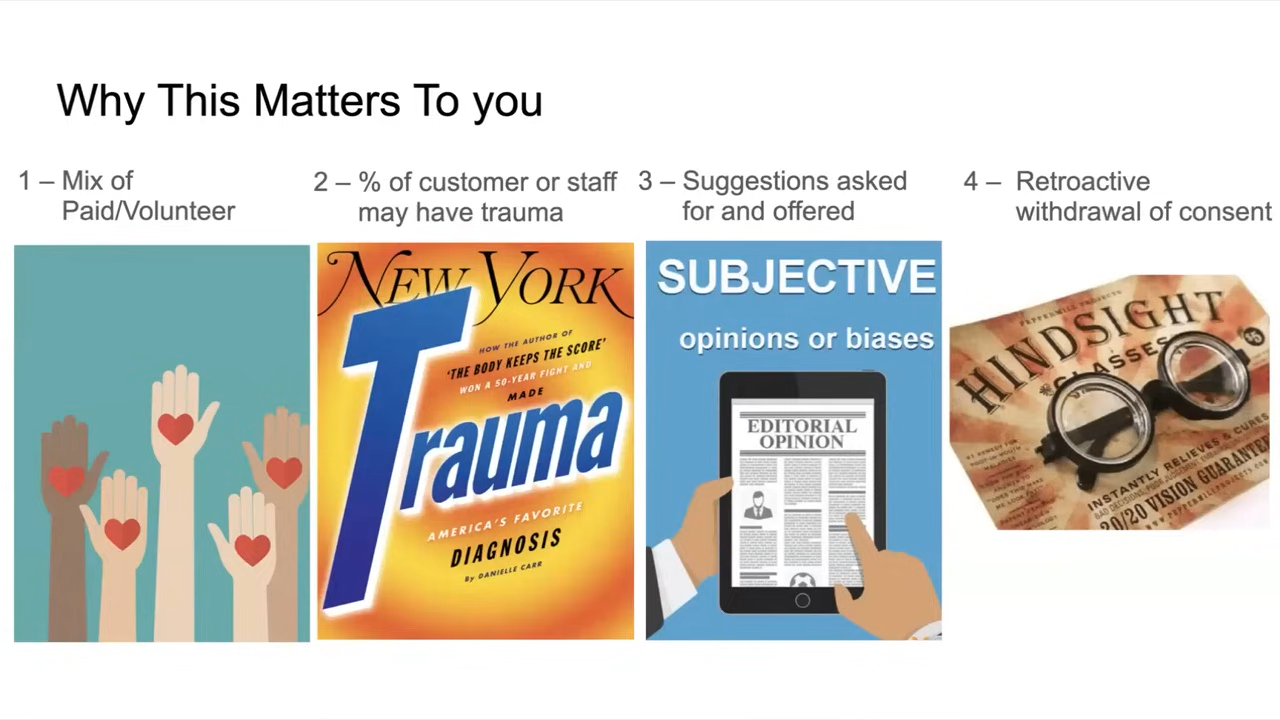 Why This Matters To you
1 – Mix of
Paid/Volunteer
2 – % of customer or staff
may have trauma
3 – Suggestions asked
for and offered
4 – Retroactive
withdrawal of consent
NEW YORK
HOW THE AUTHOR OF
'THE BODY KEEPS THE SCORE'
WON A 50-YEAR FIGHT AND
MADE
Trauma
AMERICA'S FAVORITE
DIAGNOSIS
By DANIELLE CARR
SUBJECTIVE
opinions or biases
EDITORIAL
OPINION
PEPPERMILL PROJECTS
HINDSIGHT
GLASSES
INSTANTLY RELIEVES & CURES
20/20 VISION GUARANTEE